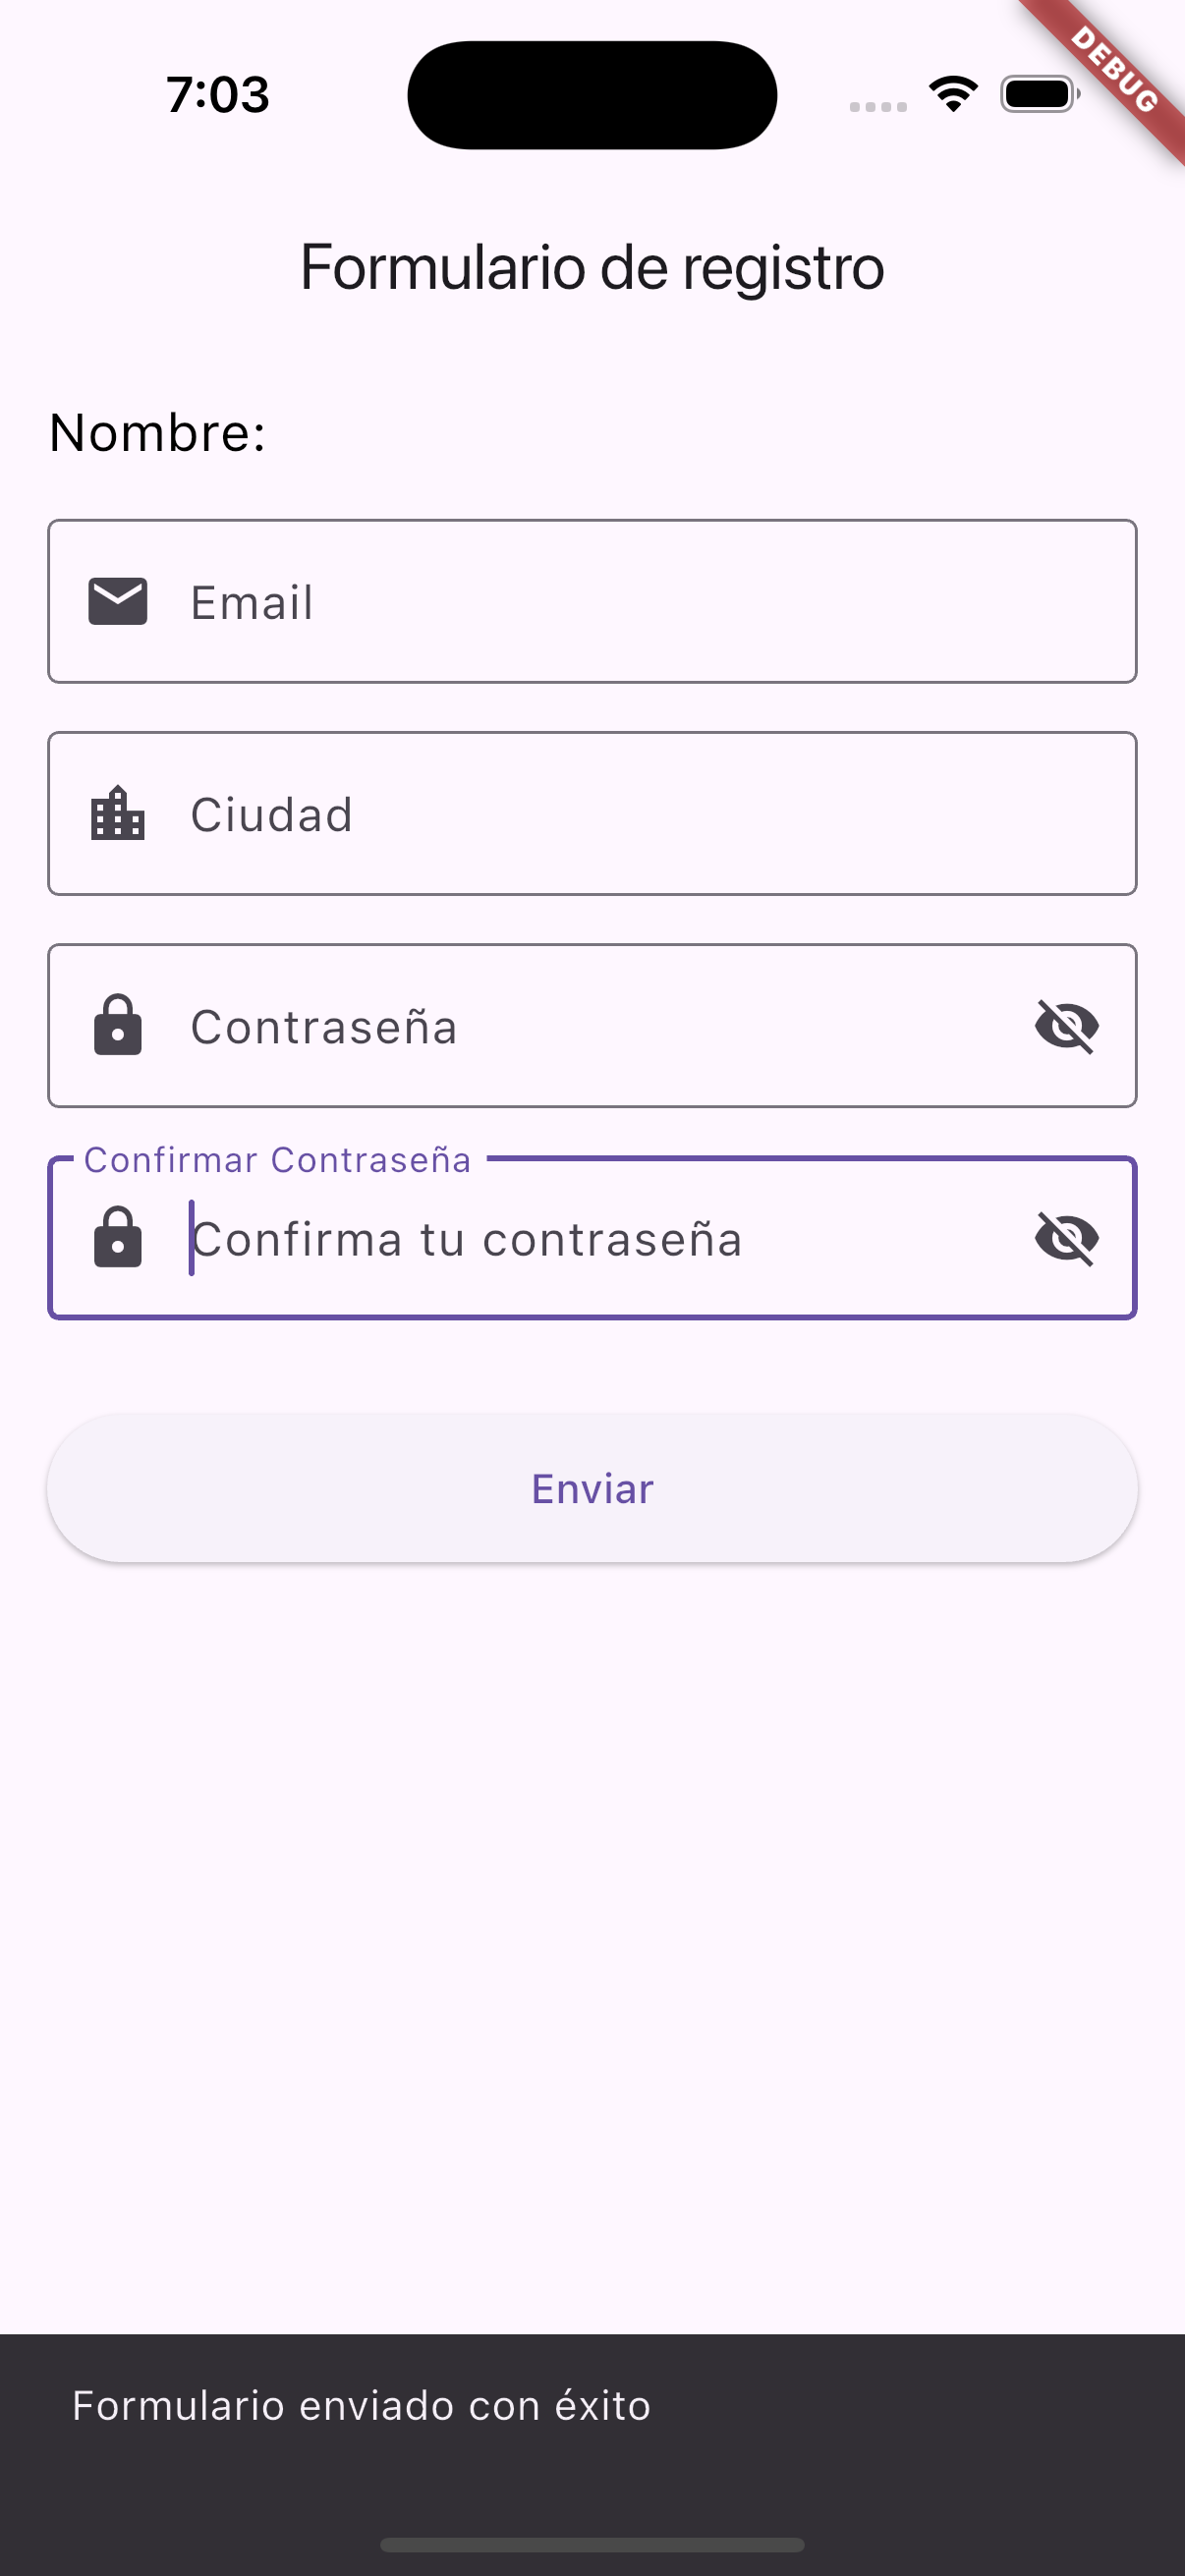 7:03
DEBUG
Formulario de registro
Nombre:
Email
Ciudad
Contraseña
Confirmar Contraseña
Confirma tu contraseña
Enviar
Formulario enviado con éxito